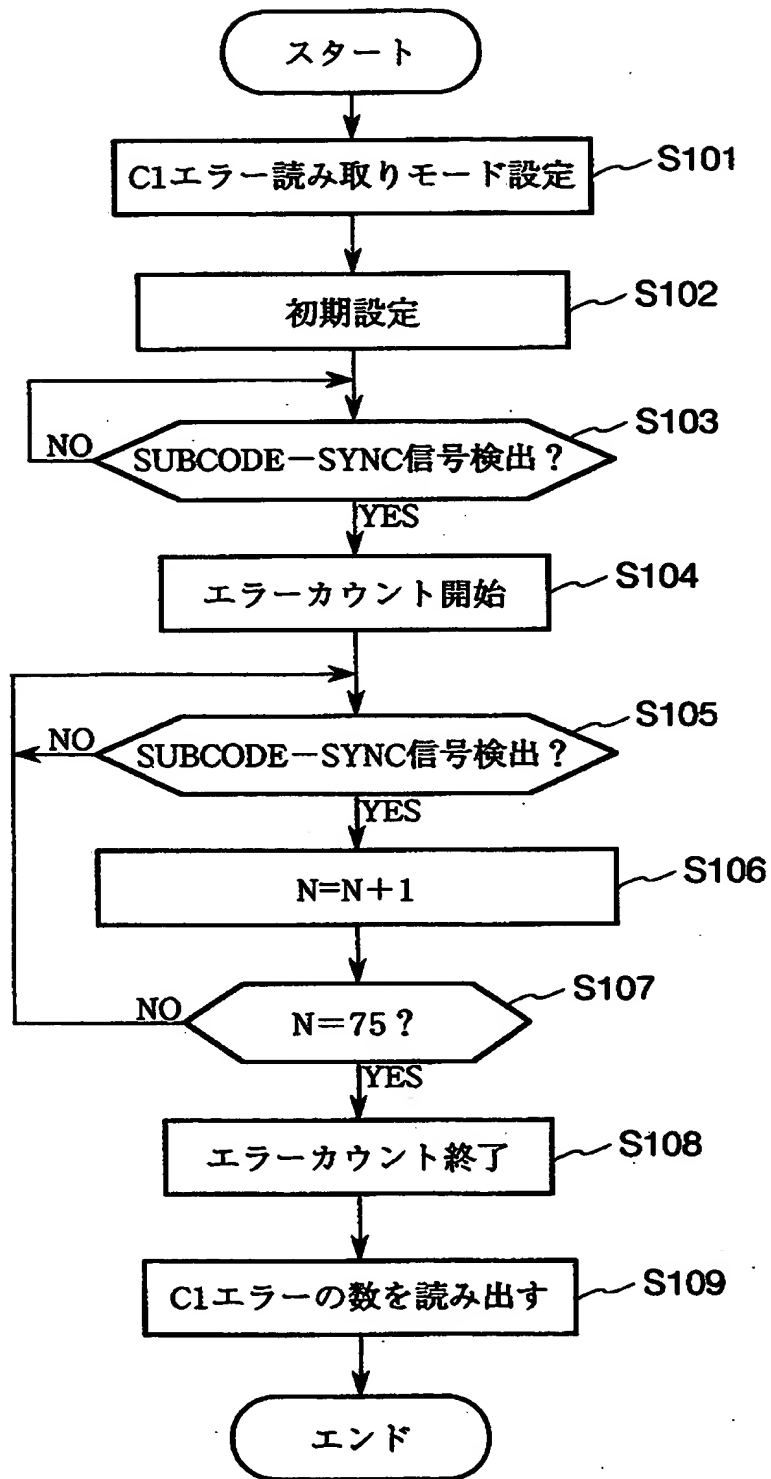 スタート
C1エラー読み取りモード設定
S101
初期設定
S102
S103
NO
SUBCODE－SYNC信号検出？
YES
エラーカウント開始
S104
S105
NO
SUBCODE－SYNC信号検出？
YES
N=N+1
S106
S107
NO
N＝75？
YES
エラーカウント終了
S108
C1エラーの数を読み出す
S109
エンド